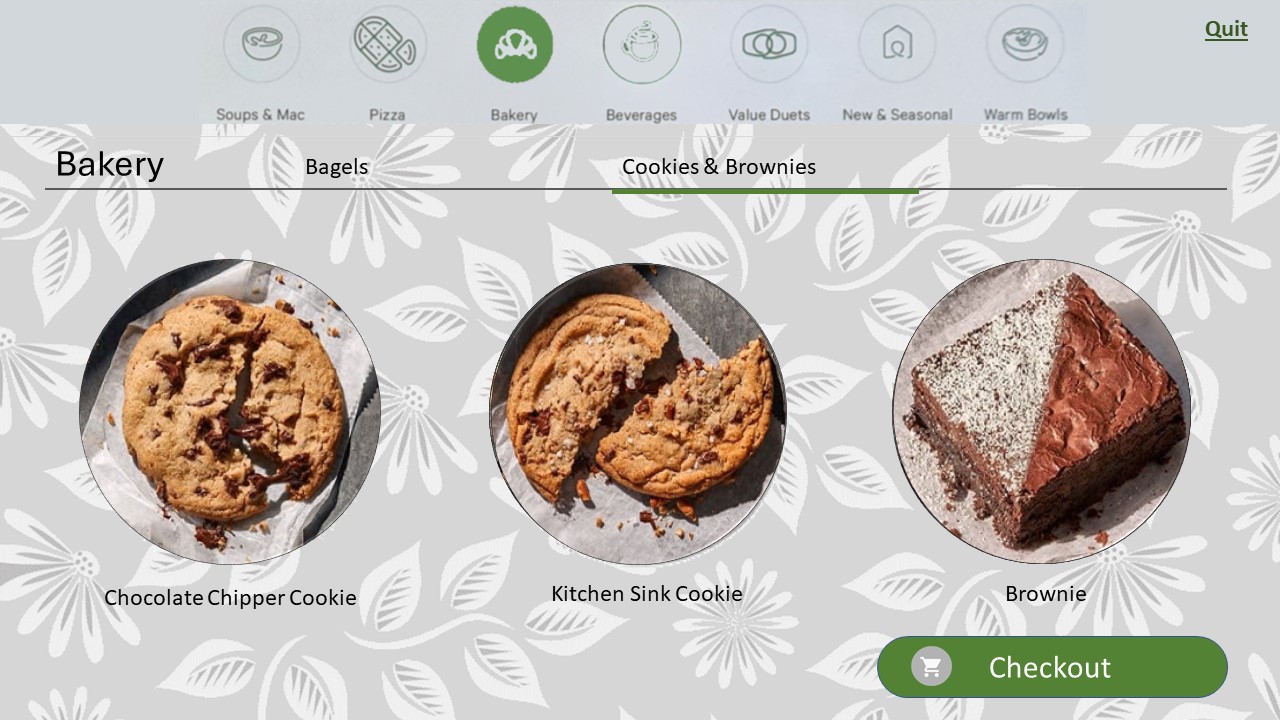 Quit
Soups & Mac
Pizza
Bakery
Beverages
Value Duets
New & Seasonal
Warm Bowls
Bakery
Bagels
Cookies & Brownies
Chocolate Chipper Cookie
Kitchen Sink Cookie
Brownie
Checkout